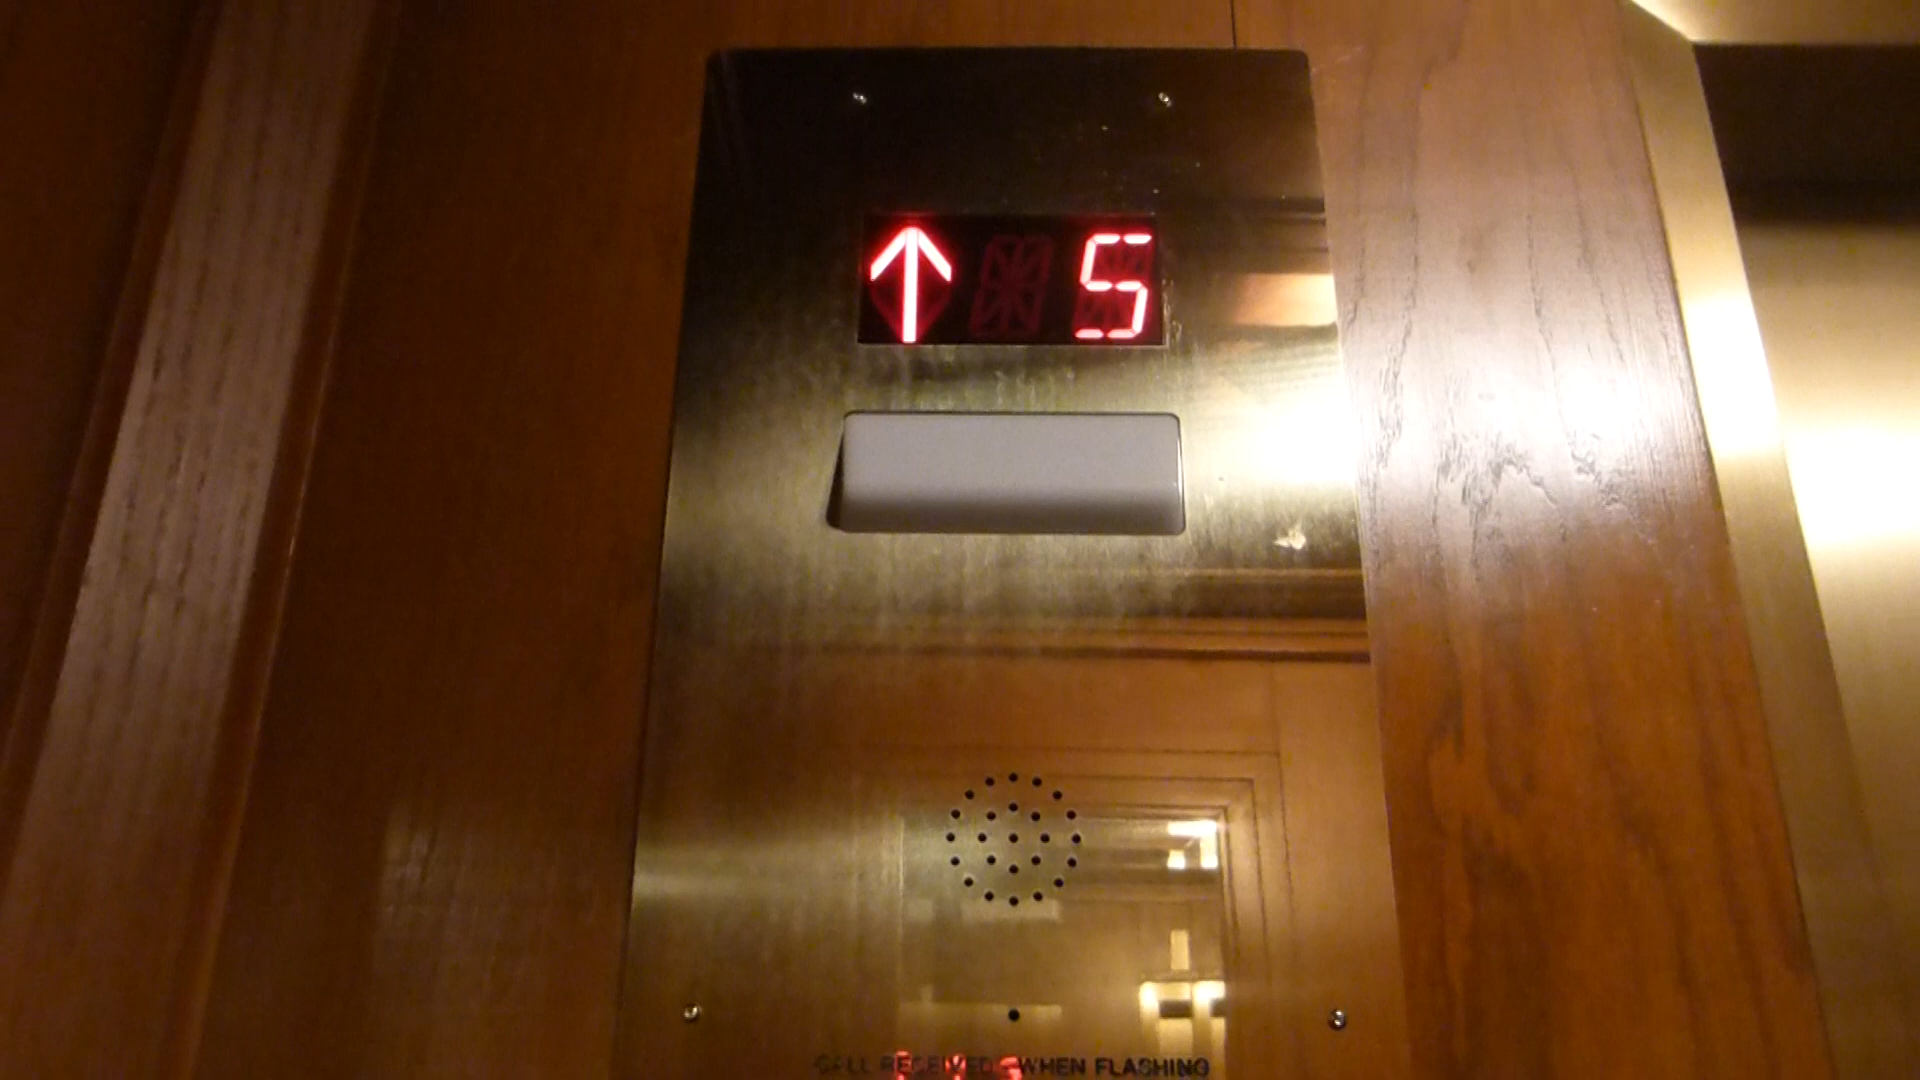 ↑ 5
CALL RECEIVED - WHEN FLASHING